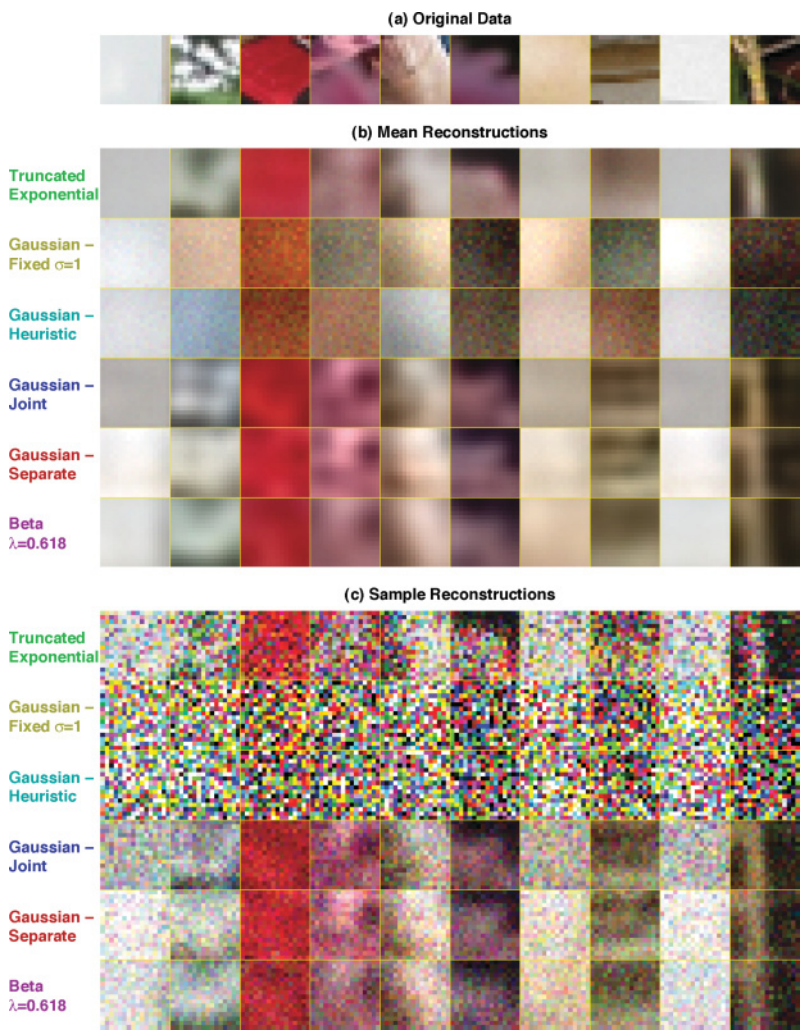 (a) Original Data
(b) Mean Reconstructions
Truncated
Exponential
Gaussian –
Fixed σ=1
Gaussian –
Heuristic
Gaussian –
Joint
Gaussian –
Separate
Beta
λ=0.618
(c) Sample Reconstructions
Truncated
Exponential
Gaussian –
Fixed σ=1
Gaussian –
Heuristic
Gaussian –
Joint
Gaussian –
Separate
Beta
λ=0.618